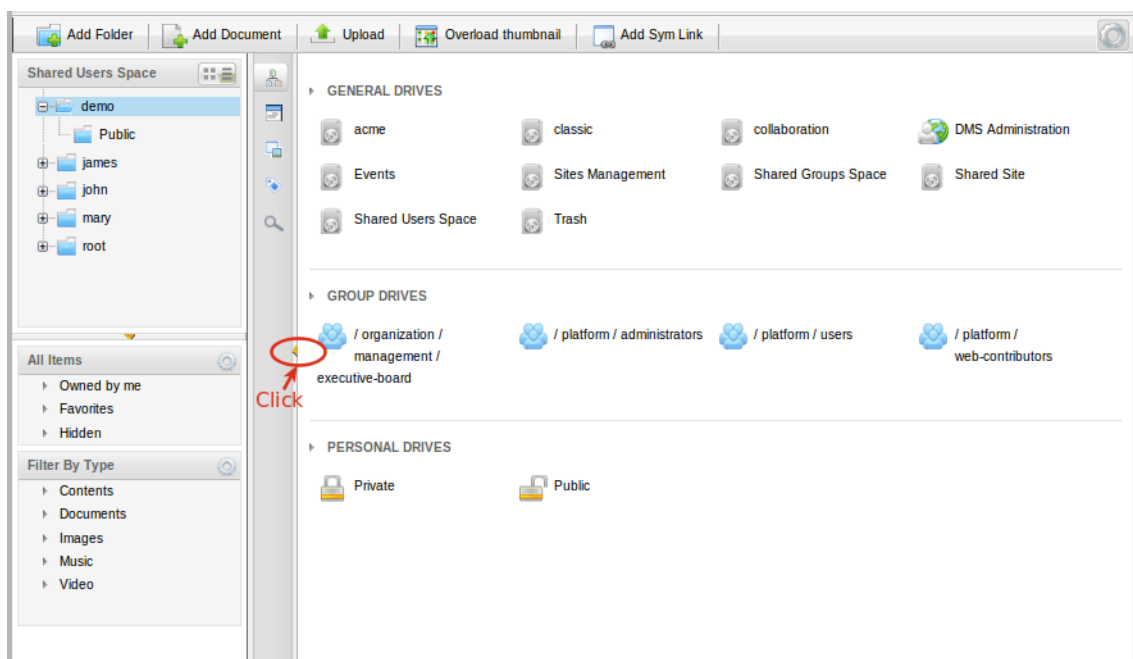 Add Folder
Add Document
Upload
Overload thumbnail
Add Sym Link
Shared Users Space
demo
Public
james
john
mary
root
All Items
Owned by me
Favorites
Hidden
Filter By Type
Contents
Documents
Images
Music
Video
Click
GENERAL DRIVES
acme
classic
collaboration
DMS Administration
Events
Sites Management
Shared Groups Space
Shared Site
Shared Users Space
Trash
GROUP DRIVES
/ organization /
management /
executive-board
/ platform / administrators
/ platform / users
/ platform /
web-contributors
PERSONAL DRIVES
Private
Public